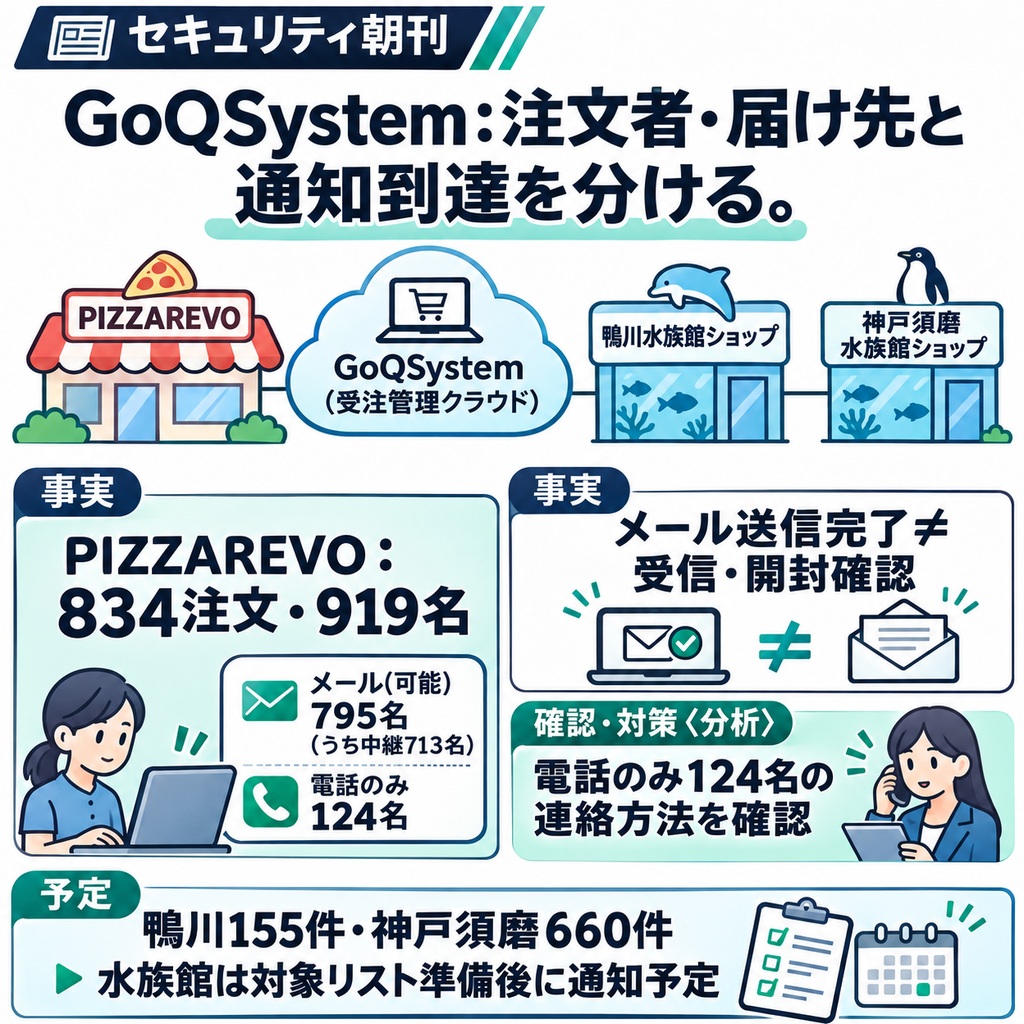 セキュリティ朝刊
GoQSystem：注文者・届け先と
通知到達を分ける。
PIZZAREVO
GoQSystem
（受注管理クラウド）
鴨川水族館ショップ
神戸須磨
水族館ショップ
事実
PIZZAREVO：
834注文・919名
メール(可能)
795名
（うち中継713名）
電話のみ
124名
事実
メール送信完了≠
受信・開封確認
≠
確認・対策〈分析〉
電話のみ124名の
連絡方法を確認
予定
鴨川155件・神戸須磨660件
▶ 水族館は対象リスト準備後に通知予定